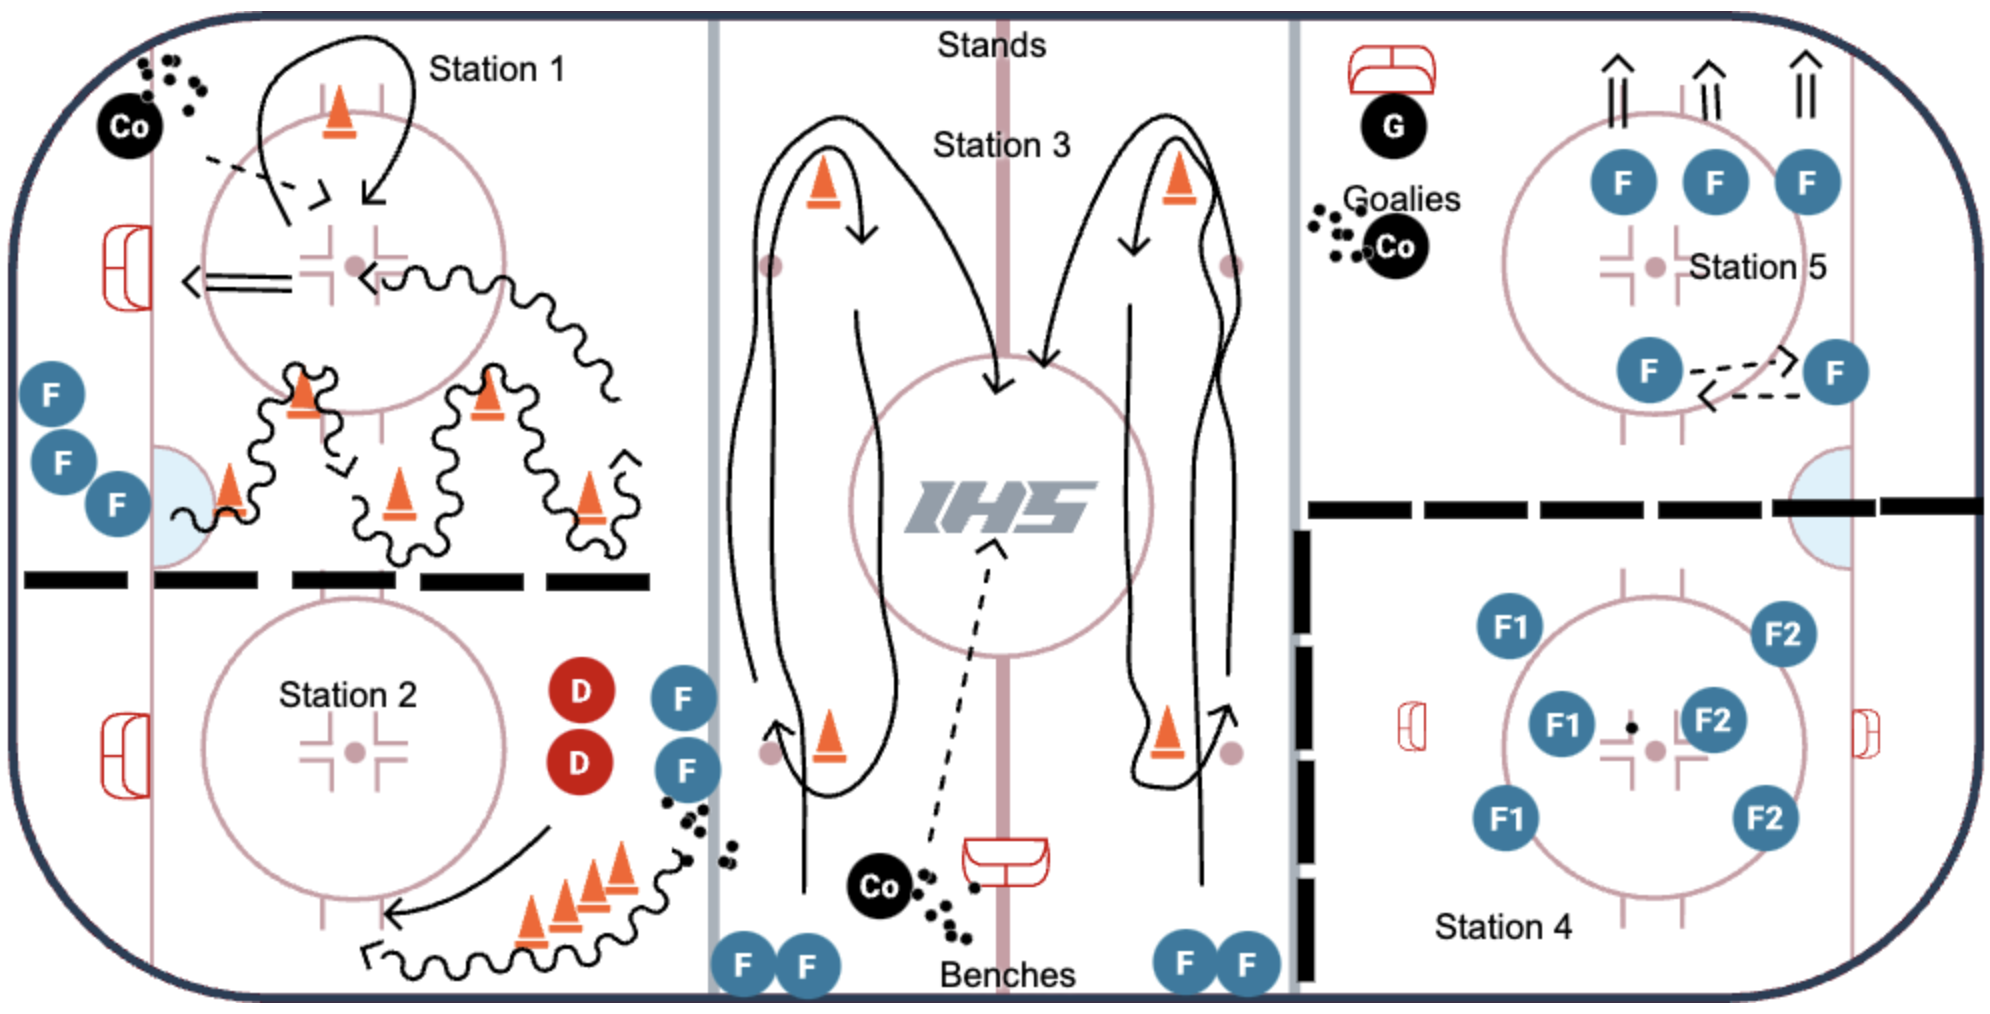 Stands
Station 1
Co
G
Station 3
F F F
Goalies
Co
Station 5
F
F
F
F F
F
IHS
F1
F2
Station 2
D
F
F1
F2
D
F
F1
F2
Co
Station 4
F F
F F
Benches